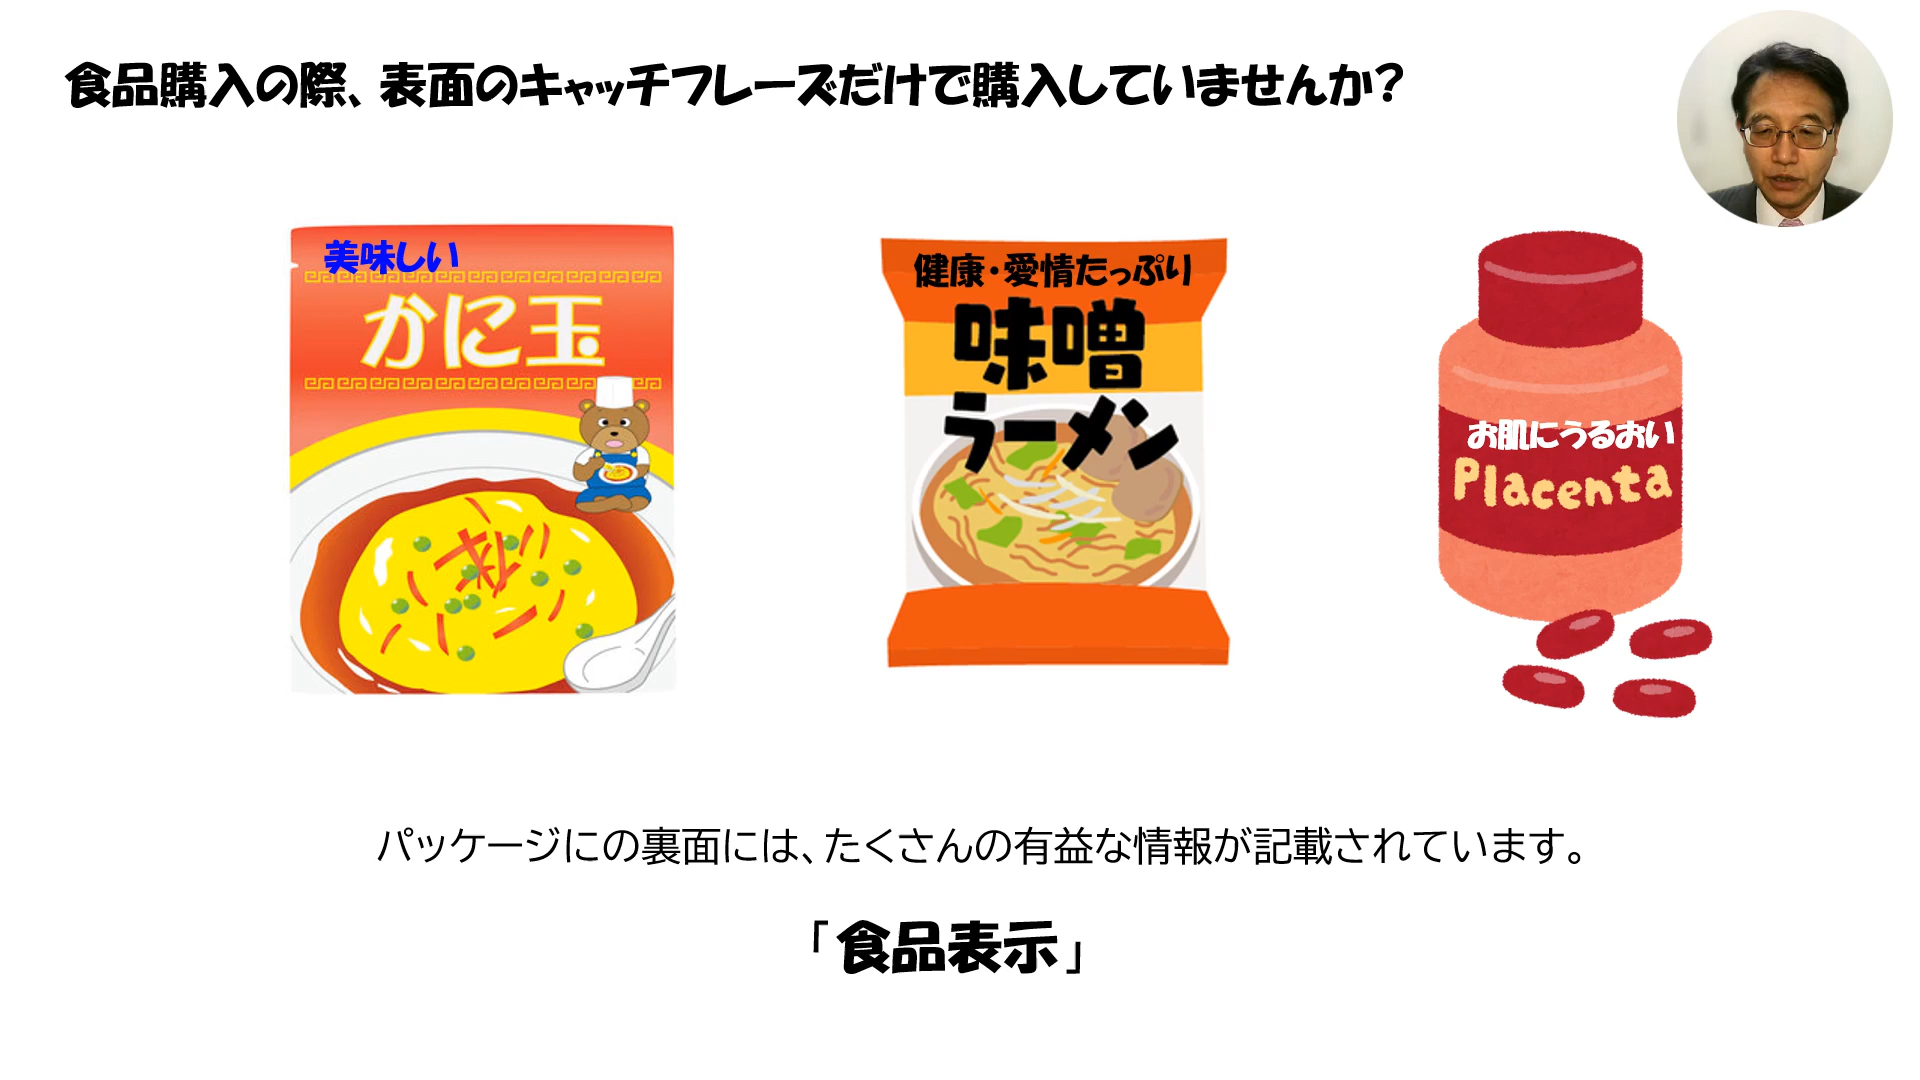 食品購入の際、表面のキャッチフレーズだけで購入していませんか？
美味しい
かに玉
健康・愛情たっぷり
味噌
ラーメン
お肌にうるおい
Placenta
パッケージにの裏面には、たくさんの有益な情報が記載されています。
「食品表示」